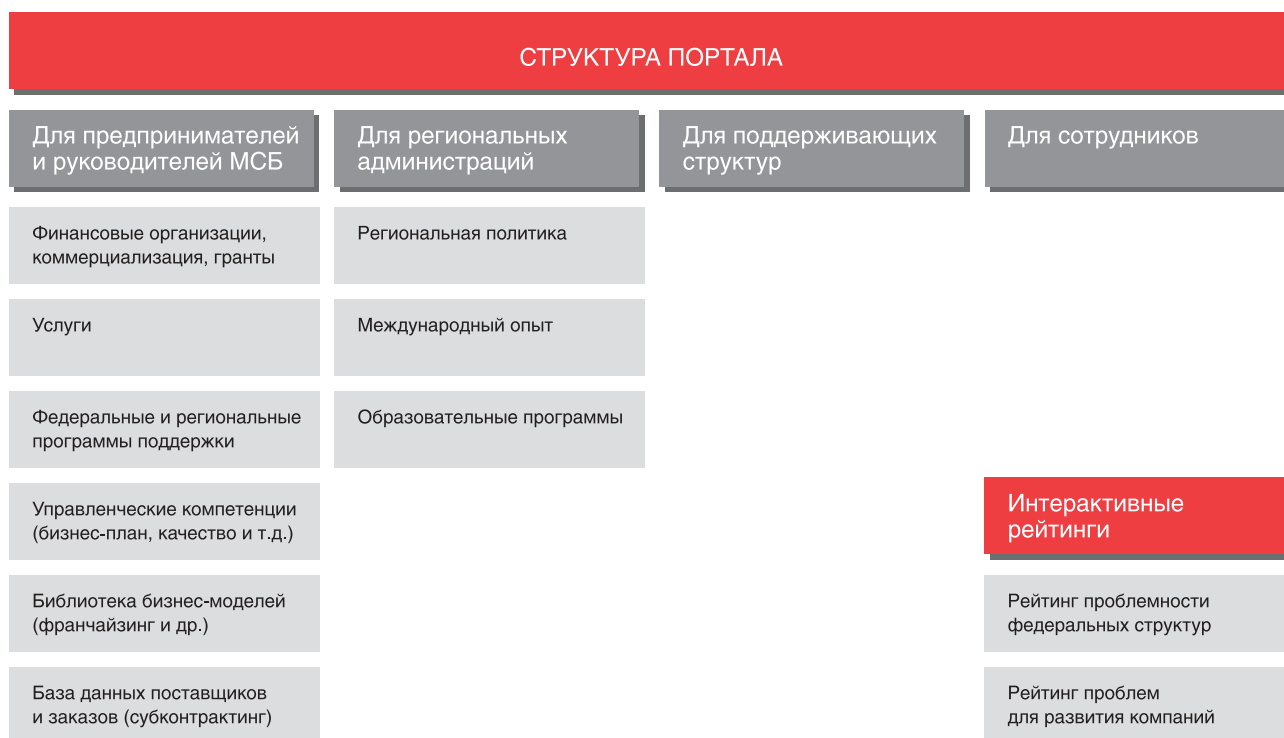 СТРУКТУРА ПОРТАЛА
Для предпринимателей
и руководителей МСБ
Для региональных
администраций
Для поддерживающих
структур
Для сотрудников
Финансовые организации,
коммерциализация, гранты
Региональная политика
Услуги
Международный опыт
Федеральные и региональные
программы поддержки
Образовательные программы
Управленческие компетенции
(бизнес-план, качество и т.д.)
Интерактивные
рейтинги
Библиотека бизнес-моделей
(франчайзинг и др.)
Рейтинг проблемности
федеральных структур
База данных поставщиков
и заказов (субконтрактинг)
Рейтинг проблем
для развития компаний